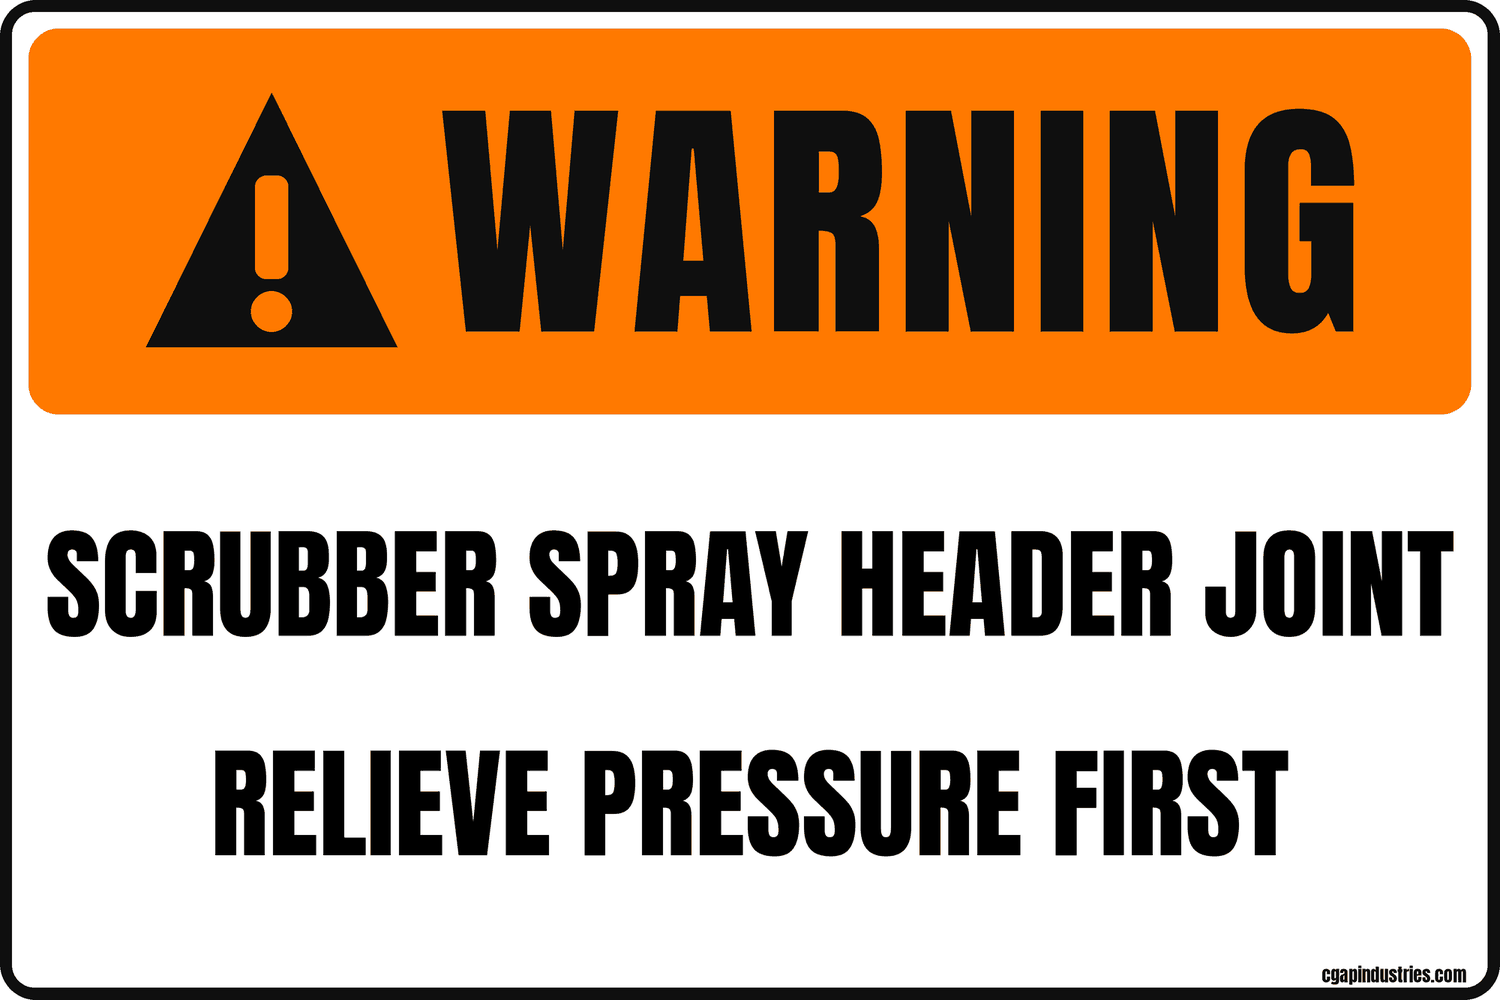 WARNING
SCRUBBER SPRAY HEADER JOINT
RELIEVE PRESSURE FIRST
cgapindustries.com